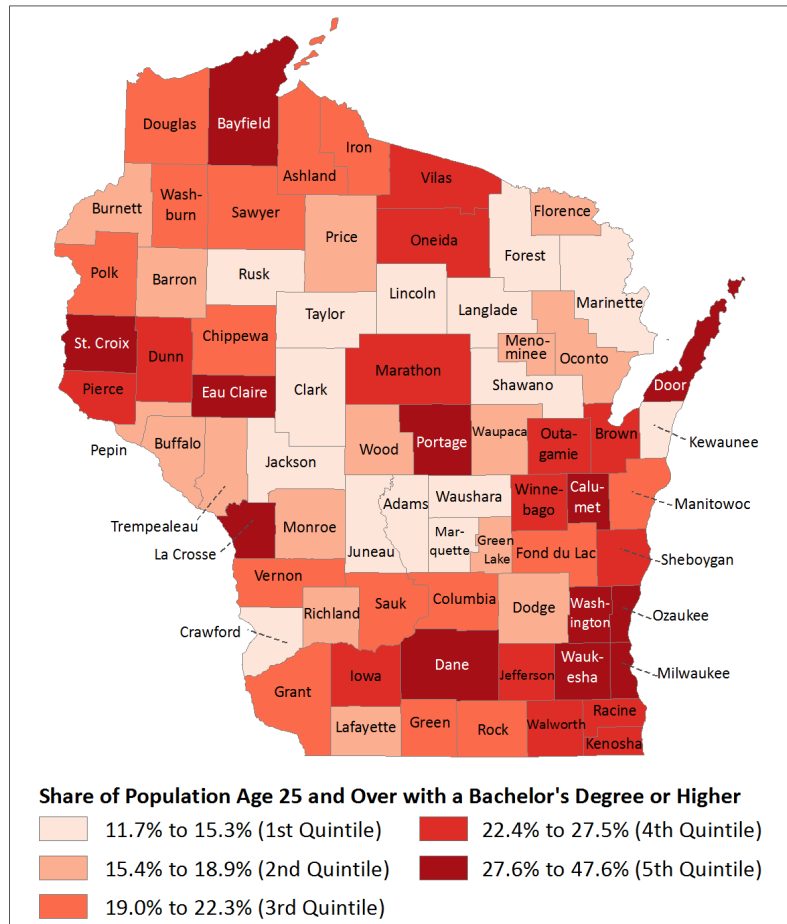 Douglas
Bayfield
Iron
Ashland
Vilas
Burnett
Wash-
burn
Sawyer
Florence
Price
Oneida
Forest
Polk
Barron
Rusk
Lincoln
Langlade
Marinette
Taylor
St. Croix
Dunn
Chippewa
Meno-
minee
Oconto
Marathon
Pierce
Eau Claire
Clark
Shawano
Door
Pepin
Buffalo
Jackson
Wood
Portage
Waupaca
Outa-
gamie
Brown
Kewaunee
Trempealeau
La Crosse
Monroe
Juneau
Adams
Waushara
Winne-
bago
Calu-
met
Manitowoc
Mar-
quette
Green
Lake
Fond du Lac
Sheboygan
Vernon
Richland
Sauk
Columbia
Dodge
Wash-
ington
Ozaukee
Crawford
Dane
Jefferson
Wauk-
esha
Milwaukee
Grant
Iowa
Lafayette
Green
Rock
Walworth
Racine
Kenosha
Share of Population Age 25 and Over with a Bachelor's Degree or Higher
11.7% to 15.3% (1st Quintile)
15.4% to 18.9% (2nd Quintile)
19.0% to 22.3% (3rd Quintile)
22.4% to 27.5% (4th Quintile)
27.6% to 47.6% (5th Quintile)